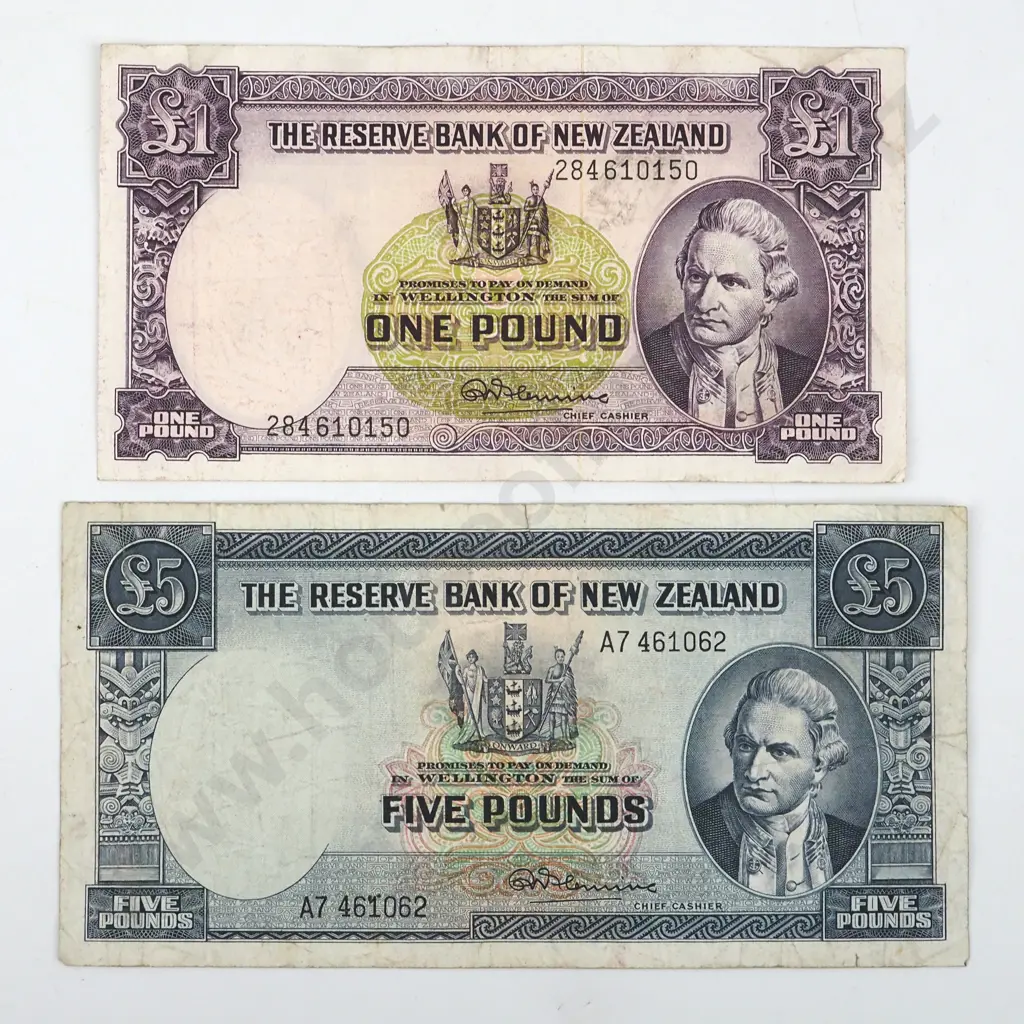 £1 £1
THE RESERVE BANK OF NEW ZEALAND
284610150
ONWARD
PROMISES TO PAY ON DEMAND
IN WELLINGTON THE SUM OF
ONE POUND
CHIEF CASHIER
ONE
POUND
284610150
ONE
POUND
£5 £5
THE RESERVE BANK OF NEW ZEALAND
A7 461062
ONWARD
PROMISES TO PAY ON DEMAND
IN WELLINGTON THE SUM OF
FIVE POUNDS
CHIEF CASHIER
FIVE
POUNDS
A7 461062
FIVE
POUNDS